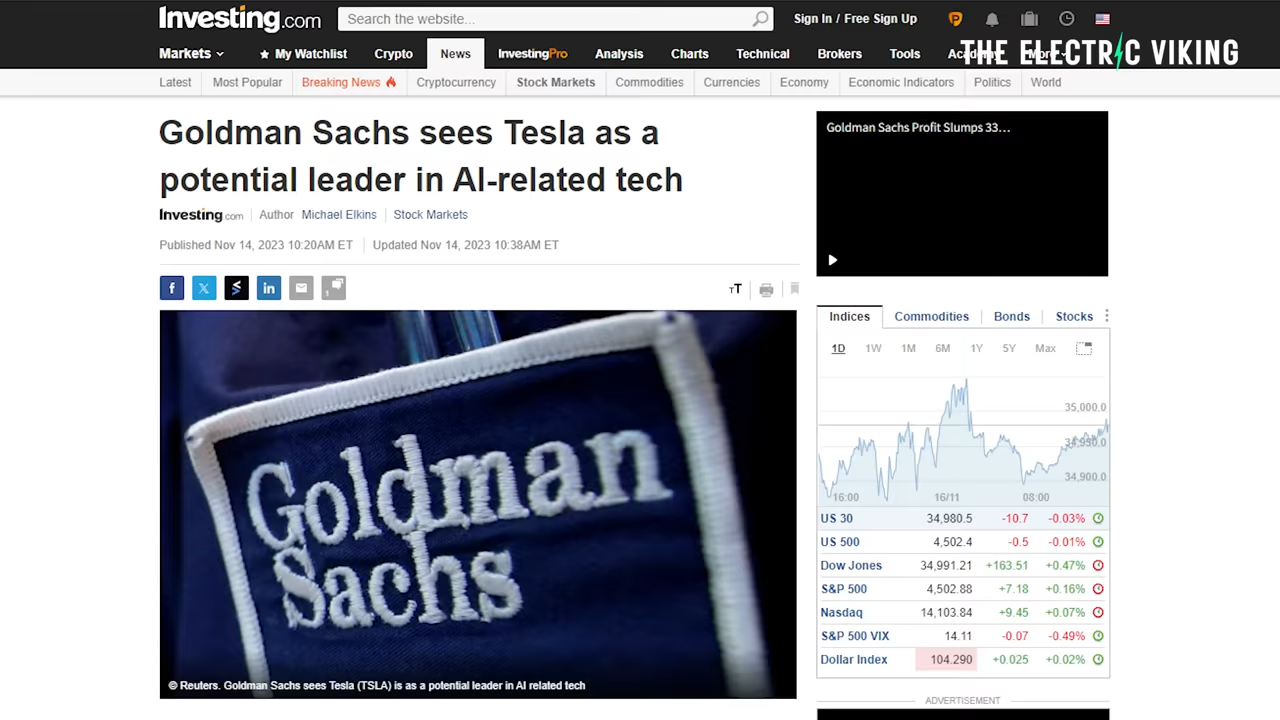 Investing.com
Search the website...
Sign In / Free Sign Up
Markets
My Watchlist
Crypto
News
InvestingPro
Analysis
Charts
Technical
Brokers
Tools
THE ELECTRIC VIKING
Latest
Most Popular
Breaking News
Cryptocurrency
Stock Markets
Commodities
Currencies
Economy
Economic Indicators
Politics
World
Goldman Sachs sees Tesla as a
potential leader in AI-related tech
Investing.com
Author Michael Elkins
Stock Markets
Published Nov 14, 2023 10:20AM ET
Updated Nov 14, 2023 10:38AM ET
1
TT
Goldman
Sachs
© Reuters. Goldman Sachs sees Tesla (TSLA) is as a potential leader in AI related tech
Goldman Sachs Profit Slumps 33...
Indices
Commodities
Bonds
Stocks
1D
1W
1M
6M
1Y
5Y
Max
35,000.0
34,950.0
34,900.0
16:00
16/11
08:00
US 30 34,980.5 -10.7 -0.03%
US 500 4,502.4 -0.5 -0.01%
Dow Jones 34,991.21 +163.51 +0.47%
S&P 500 4,502.88 +7.18 +0.16%
Nasdaq 14,103.84 +9.45 +0.07%
S&P 500 VIX 14.11 -0.07 -0.49%
Dollar Index 104.290 +0.025 +0.02%
ADVERTISEMENT